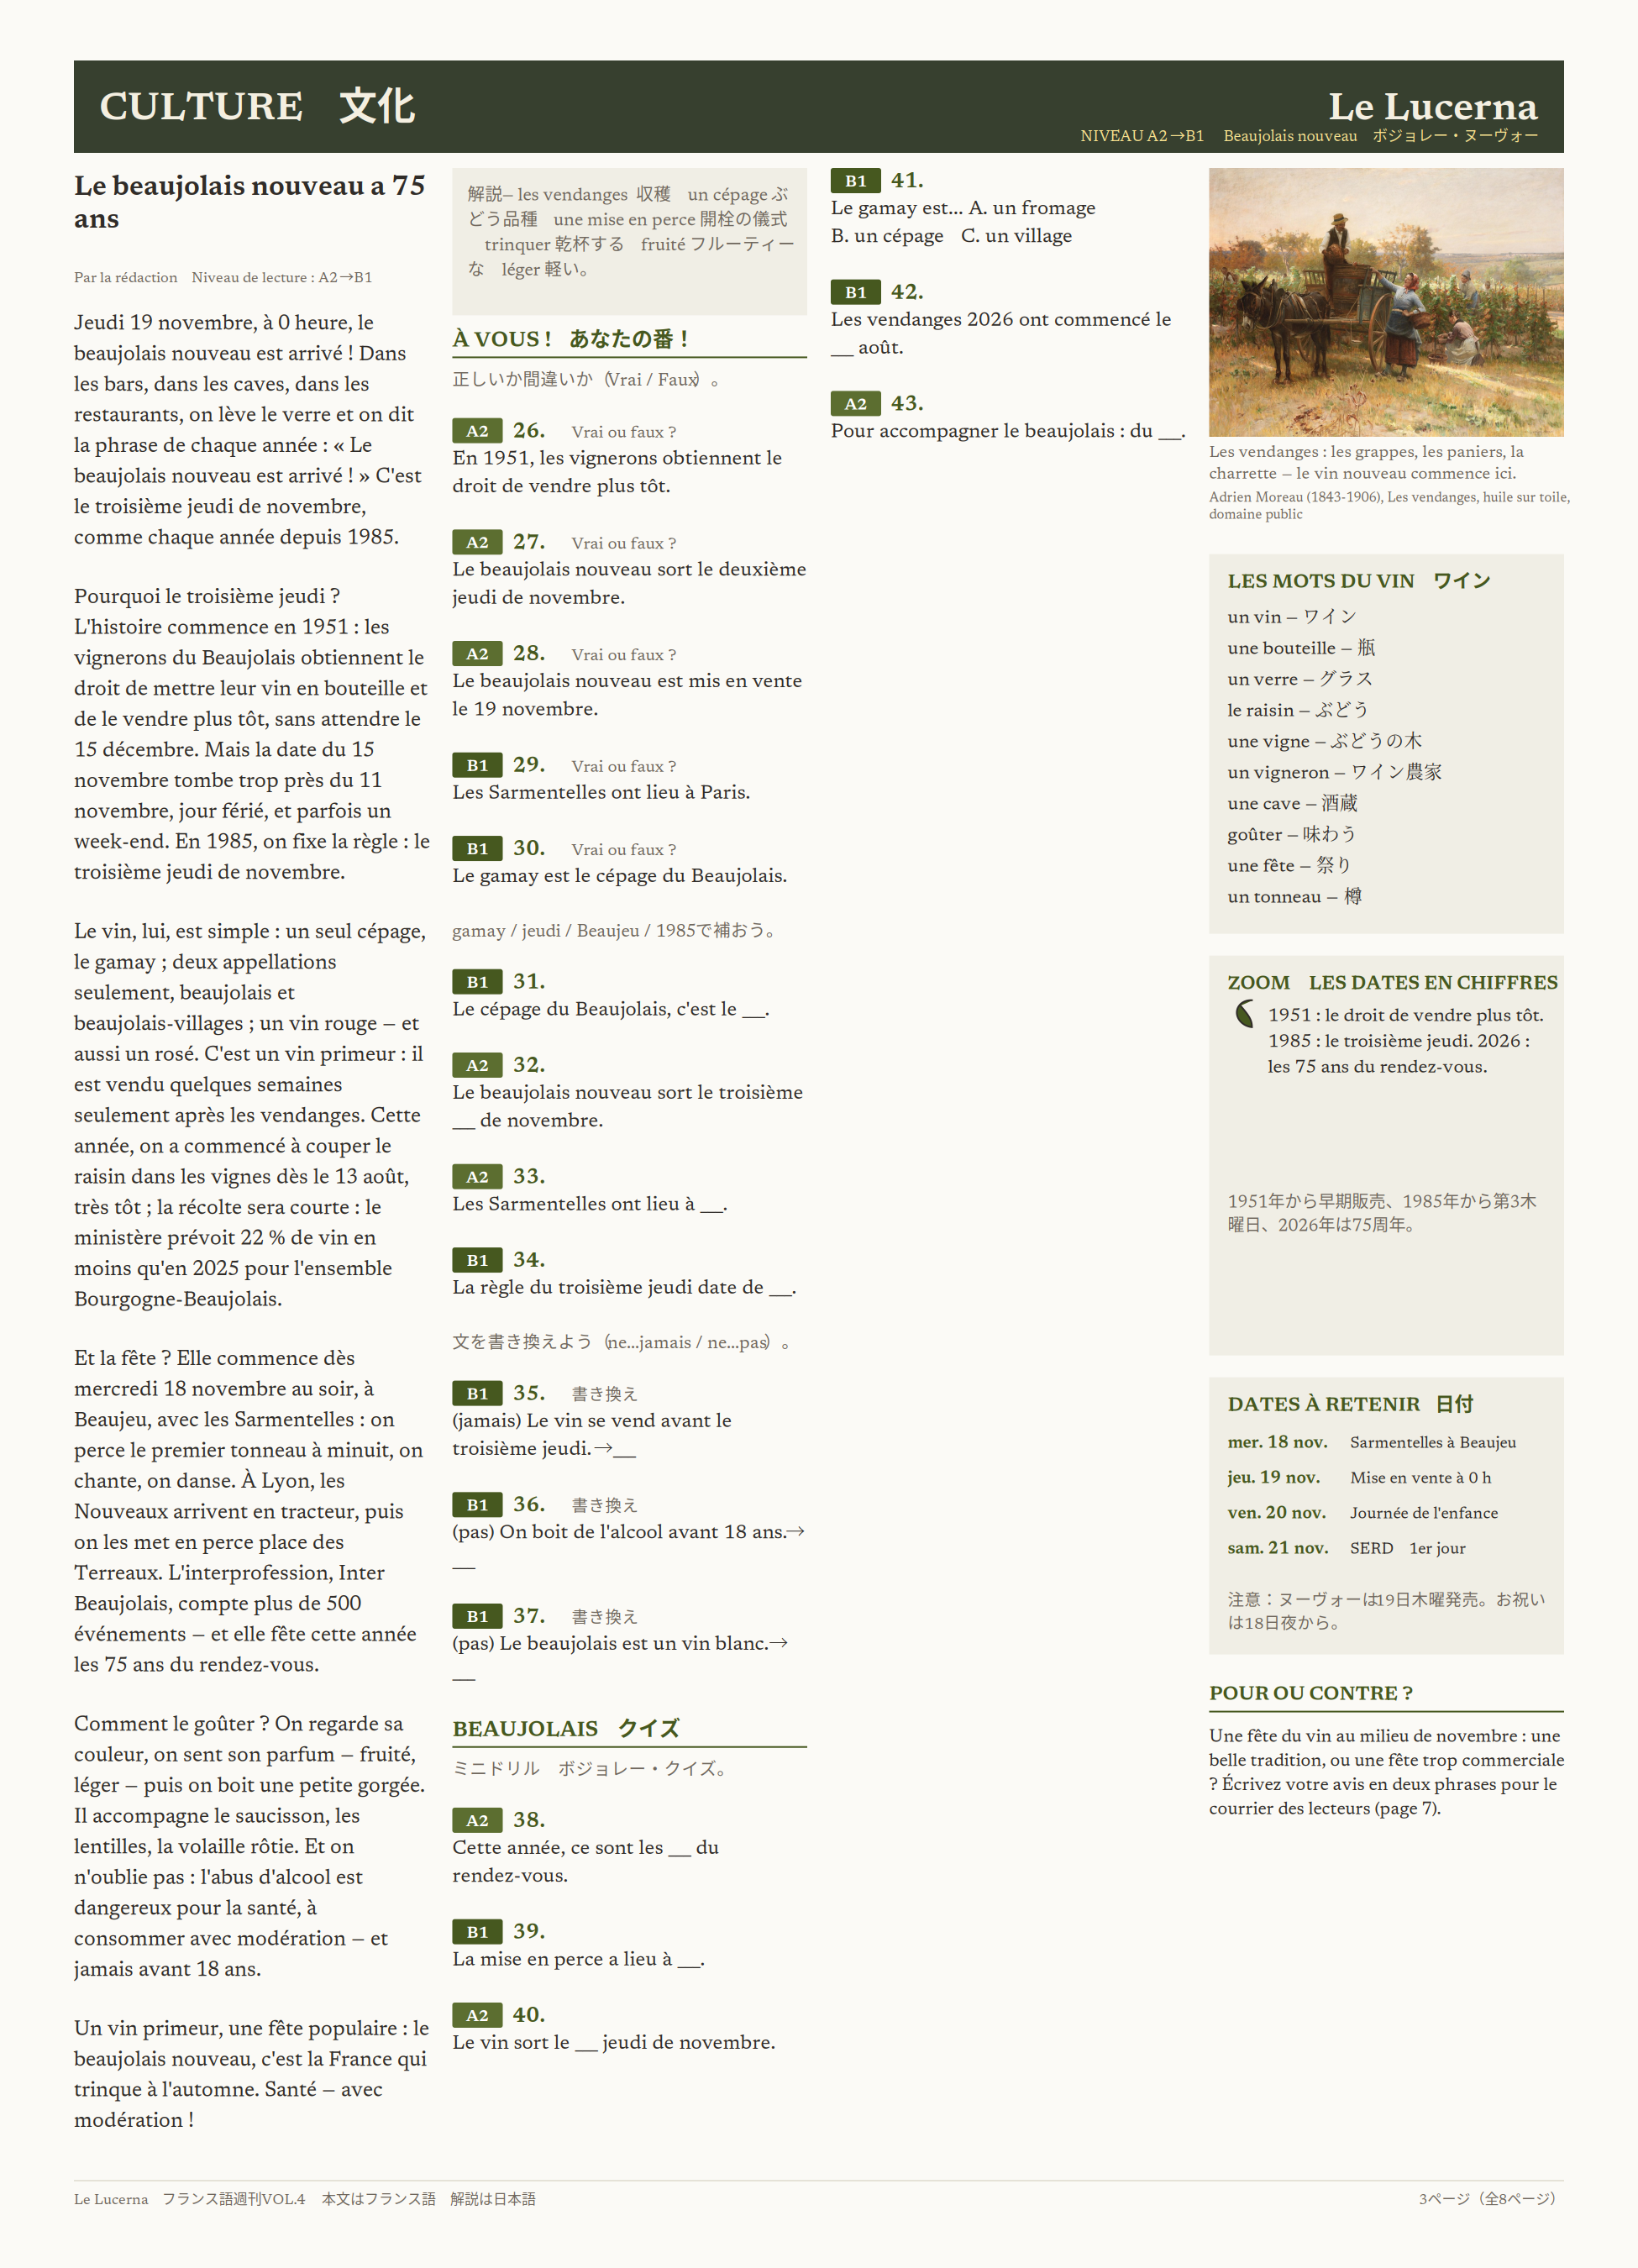 CULTURE 文化
Le Lucerna
NIVEAU A2→B1 Beaujolais nouveau ボジョレー・ヌーヴォー
Le beaujolais nouveau a 75
ans
Par la rédaction Niveau de lecture : A2→B1
Jeudi 19 novembre, à 0 heure, le
beaujolais nouveau est arrivé ! Dans
les bars, dans les caves, dans les
restaurants, on lève le verre et on dit
la phrase de chaque année : « Le
beaujolais nouveau est arrivé ! » C'est
le troisième jeudi de novembre,
comme chaque année depuis 1985.
Pourquoi le troisième jeudi ?
L'histoire commence en 1951 : les
vignerons du Beaujolais obtiennent le
droit de mettre leur vin en bouteille et
de le vendre plus tôt, sans attendre le
15 décembre. Mais la date du 15
novembre tombe trop près du 11
novembre, jour férié, et parfois un
week-end. En 1985, on fixe la règle : le
troisième jeudi de novembre.
Le vin, lui, est simple : un seul cépage,
le gamay ; deux appellations
seulement, beaujolais et
beaujolais-villages ; un vin rouge – et
aussi un rosé. C'est un vin primeur : il
est vendu quelques semaines
seulement après les vendanges. Cette
année, on a commencé à couper le
raisin dans les vignes dès le 13 août,
très tôt ; la récolte sera courte : le
ministère prévoit 22 % de vin en
moins qu'en 2025 pour l'ensemble
Bourgogne-Beaujolais.
Et la fête ? Elle commence dès
mercredi 18 novembre au soir, à
Beaujeu, avec les Sarmentelles : on
perce le premier tonneau à minuit, on
chante, on danse. À Lyon, les
Nouveaux arrivent en tracteur, puis
on les met en perce place des
Terreaux. L'interprofession, Inter
Beaujolais, compte plus de 500
événements – et elle fête cette année
les 75 ans du rendez-vous.
Comment le goûter ? On regarde sa
couleur, on sent son parfum – fruité,
léger – puis on boit une petite gorgée.
Il accompagne le saucisson, les
lentilles, la volaille rôtie. Et on
n'oublie pas : l'abus d'alcool est
dangereux pour la santé, à
consommer avec modération – et
jamais avant 18 ans.
Un vin primeur, une fête populaire : le
beaujolais nouveau, c'est la France qui
trinque à l'automne. Santé – avec
modération !
解説– les vendanges 収穫 un cépage ぶ
どう品種 une mise en perce 開栓の儀式
trinquer 乾杯する fruité フルーティー
な léger 軽い。
À VOUS ! あなたの番！
正しいか間違いか（Vrai / Faux）。
A2 26. Vrai ou faux ?
En 1951, les vignerons obtiennent le
droit de vendre plus tôt.
A2 27. Vrai ou faux ?
Le beaujolais nouveau sort le deuxième
jeudi de novembre.
A2 28. Vrai ou faux ?
Le beaujolais nouveau est mis en vente
le 19 novembre.
B1 29. Vrai ou faux ?
Les Sarmentelles ont lieu à Paris.
B1 30. Vrai ou faux ?
Le gamay est le cépage du Beaujolais.
gamay / jeudi / Beaujeu / 1985で補おう。
B1 31.
Le cépage du Beaujolais, c'est le __.
A2 32.
Le beaujolais nouveau sort le troisième
__ de novembre.
A2 33.
Les Sarmentelles ont lieu à __.
B1 34.
La règle du troisième jeudi date de __.
文を書き換えよう（ne...jamais / ne...pas）。
B1 35. 書き換え
(jamais) Le vin se vend avant le
troisième jeudi.→__
B1 36. 書き換え
(pas) On boit de l'alcool avant 18 ans.→
__
B1 37. 書き換え
(pas) Le beaujolais est un vin blanc.→
__
BEAUJOLAIS クイズ
ミニドリル ボジョレー・クイズ。
A2 38.
Cette année, ce sont les __ du
rendez-vous.
B1 39.
La mise en perce a lieu à __.
A2 40.
Le vin sort le __ jeudi de novembre.
B1 41.
Le gamay est... A. un fromage
B. un cépage C. un village
B1 42.
Les vendanges 2026 ont commencé le
__ août.
A2 43.
Pour accompagner le beaujolais : du __.
Les vendanges : les grappes, les paniers, la
charrette – le vin nouveau commence ici.
Adrien Moreau (1843-1906), Les vendanges, huile sur toile,
domaine public
LES MOTS DU VIN ワイン
un vin – ワイン
une bouteille – 瓶
un verre – グラス
le raisin – ぶどう
une vigne – ぶどうの木
un vigneron – ワイン農家
une cave – 酒蔵
goûter – 味わう
une fête – 祭り
un tonneau – 樽
ZOOM LES DATES EN CHIFFRES
1951 : le droit de vendre plus tôt.
1985 : le troisième jeudi. 2026 :
les 75 ans du rendez-vous.
1951年から早期販売、1985年から第3木
曜日、2026年は75周年。
DATES À RETENIR 日付
mer. 18 nov. Sarmentelles à Beaujeu
jeu. 19 nov. Mise en vente à 0 h
ven. 20 nov. Journée de l'enfance
sam. 21 nov. SERD 1er jour
注意：ヌーヴォーは19日木曜発売。お祝い
は18日夜から。
POUR OU CONTRE ?
Une fête du vin au milieu de novembre : une
belle tradition, ou une fête trop commerciale
? Écrivez votre avis en deux phrases pour le
courrier des lecteurs (page 7).
Le Lucerna フランス語週刊VOL.4 本文はフランス語 解説は日本語
3ページ（全8ページ）